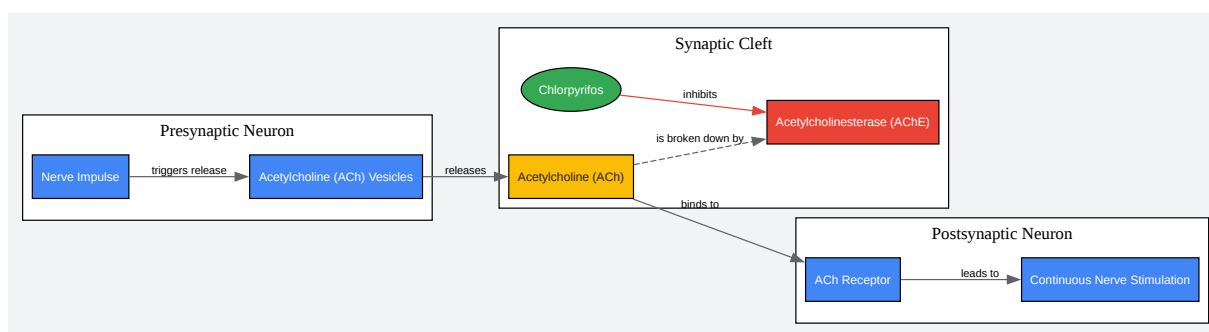 Synaptic Cleft
Chlorpyrifos
inhibits
Acetylcholinesterase (AChE)
Presynaptic Neuron
is broken down by
Nerve Impulse
triggers release
Acetylcholine (ACh) Vesicles
releases
Acetylcholine (ACh)
binds to
Postsynaptic Neuron
ACh Receptor
leads to
Continuous Nerve Stimulation